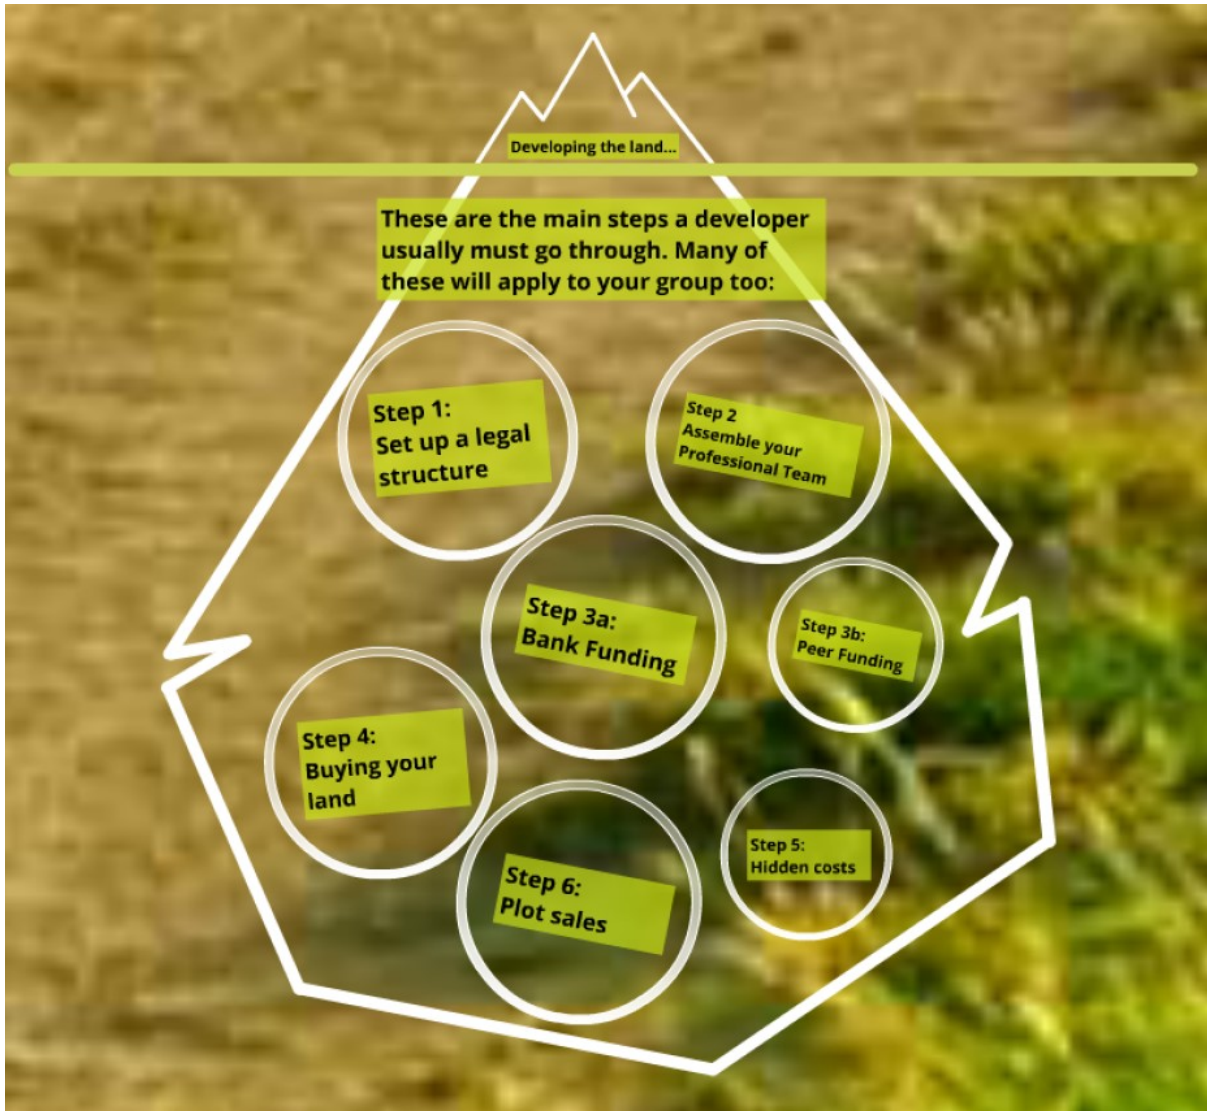 Developing the land...
These are the main steps a developer
usually must go through. Many of
these will apply to your group too:
Step 1:
Set up a legal
structure
Step 2
Assemble your
Professional Team
Step 3a:
Bank Funding
Step 3b:
Peer Funding
Step 4:
Buying your
land
Step 5:
Hidden costs
Step 6:
Plot sales